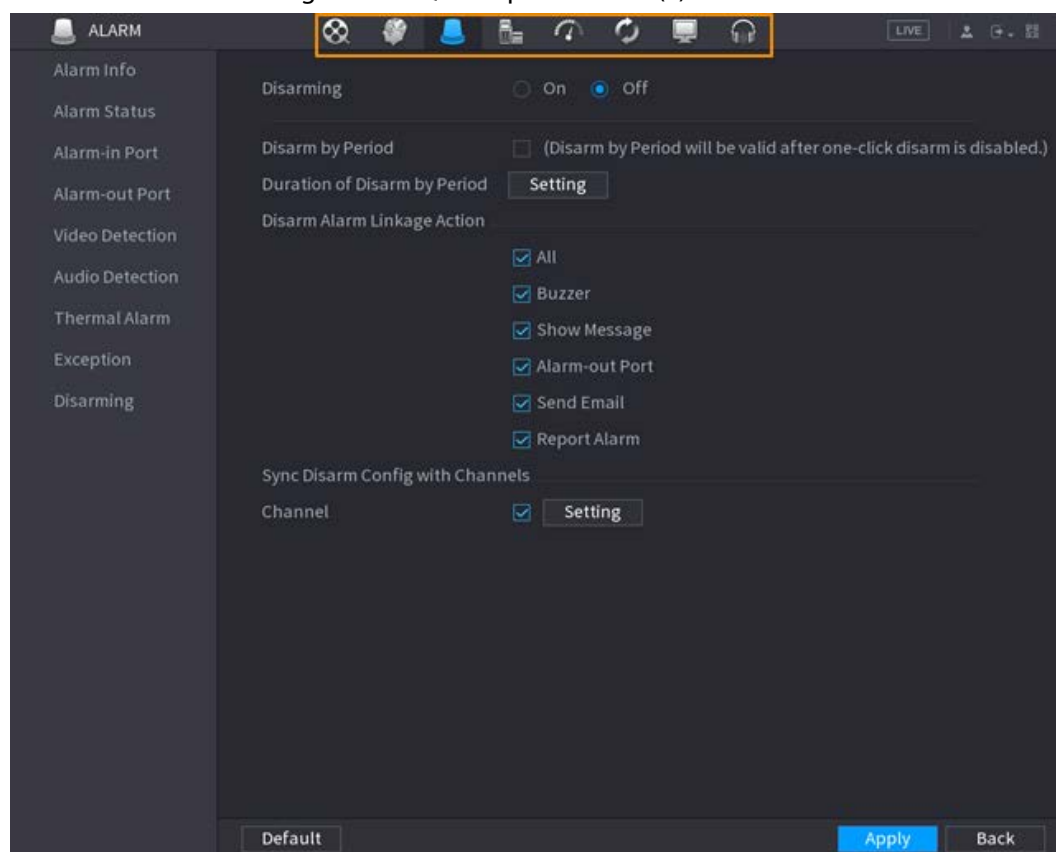 ALARM
LIVE
Alarm Info
Alarm Status
Alarm-in Port
Alarm-out Port
Video Detection
Audio Detection
Thermal Alarm
Exception
Disarming
Disarming On Off
Disarm by Period (Disarm by Period will be valid after one-click disarm is disabled.)
Duration of Disarm by Period Setting
Disarm Alarm Linkage Action
All
Buzzer
Show Message
Alarm-out Port
Send Email
Report Alarm
Sync Disarm Config with Channels
Channel Setting
Default Apply Back